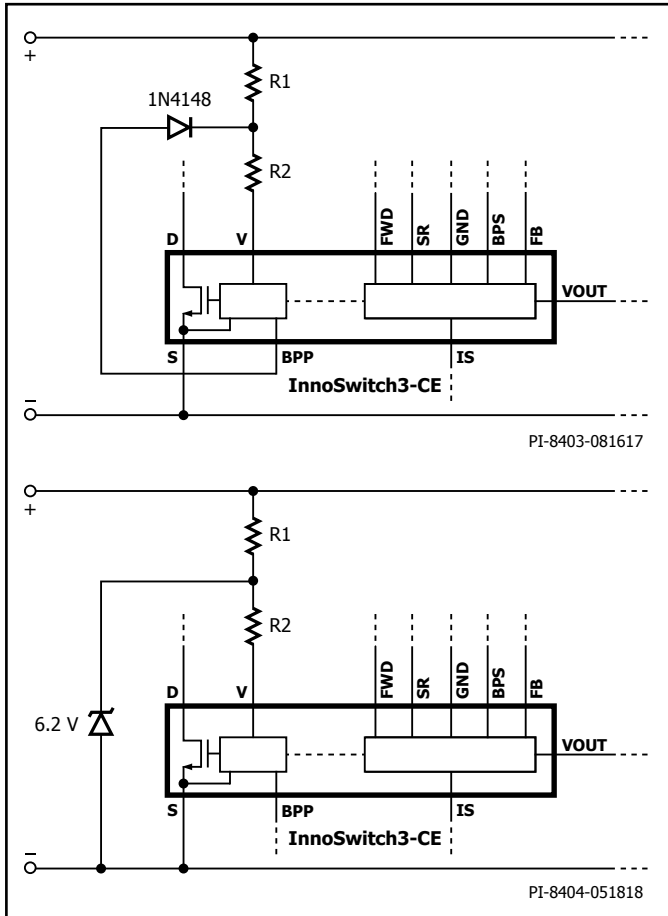 +
R1
1N4148
R2
D
V
FWD
SR
GND
BPS
FB
VOUT
S
BPP
IS
InnoSwitch3-CE
−
PI-8403-081617
+
R1
R2
D
V
FWD
SR
GND
BPS
FB
6.2 V
VOUT
S
BPP
IS
InnoSwitch3-CE
−
PI-8404-051818